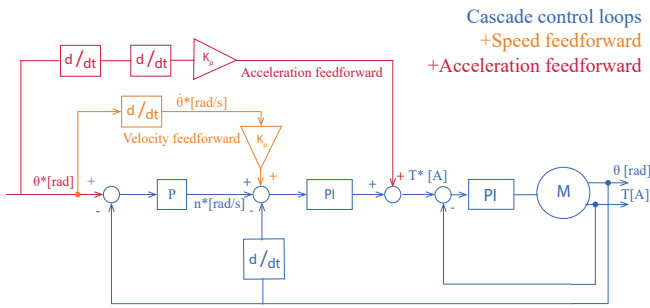 Cascade control loops
+Speed feedforward
+Acceleration feedforward
d/dt
d/dt
Kp
Acceleration feedforward
d/dt
θ̇*[rad/s]
Velocity feedforward
Kp
θ*[rad]
+
-
P
n*[rad/s]
+
+
-
PI
+
+
T* [A]
-
PI
M
θ [rad]
T[A]
d/dt